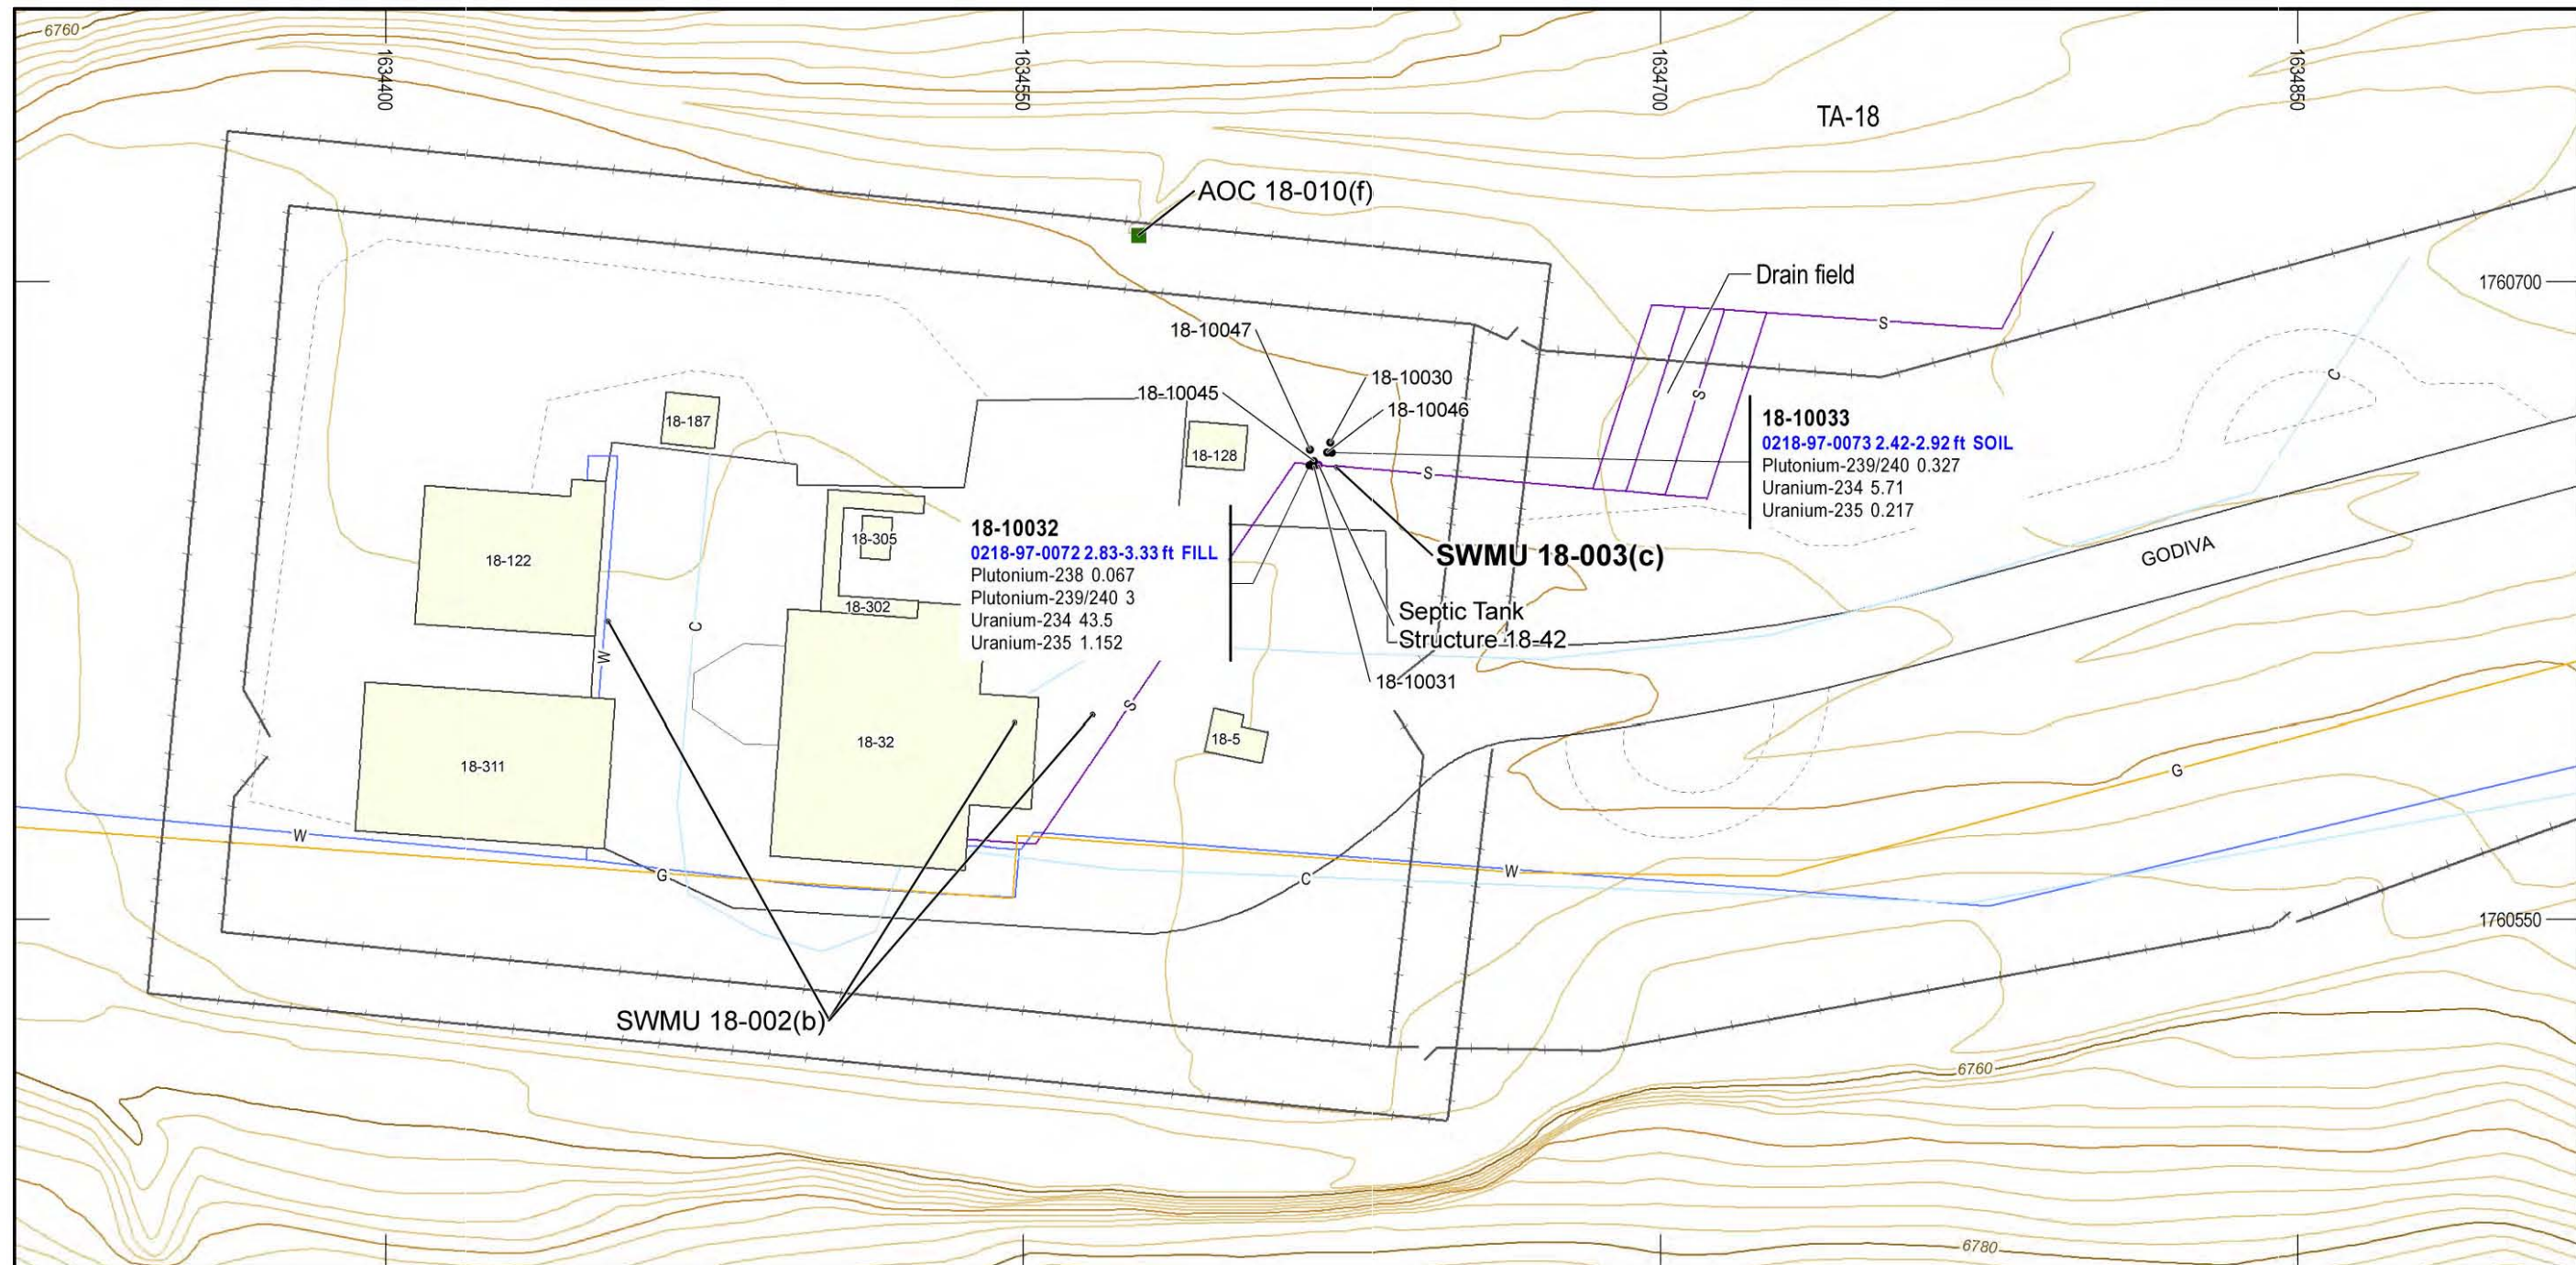 6760
1634400
1634550
1634700
1634850
TA-18
AOC 18-010(f)
Drain field
1760700
S
18-10047
18-10045
18-10030
18-10046
S
C
18-187
18-128
S
18-10033
0218-97-0073 2.42-2.92 ft SOIL
Plutonium-239/240 0.327
Uranium-234 5.71
Uranium-235 0.217
18-122
18-305
18-302
18-10032
0218-97-0072 2.83-3.33 ft FILL
Plutonium-238 0.067
Plutonium-239/240 3
Uranium-234 43.5
Uranium-235 1.152
SWMU 18-003(c)
GODIVA
Septic Tank
Structure 18-42
C
W
18-10031
S
18-311
18-32
18-5
G
W
G
C
W
1760550
SWMU 18-002(b)
6760
6780